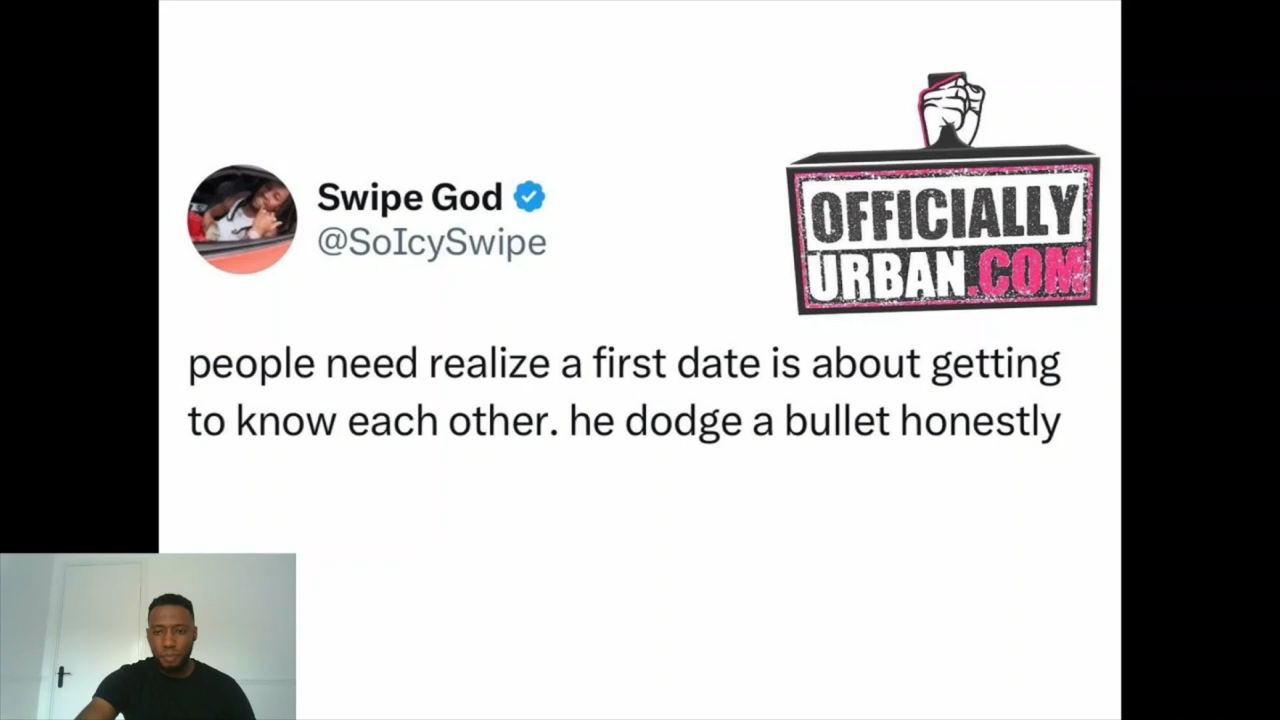 Swipe God
@SoIcySwipe
OFFICIALLY
URBAN.COM
people need realize a first date is about getting
to know each other. he dodge a bullet honestly